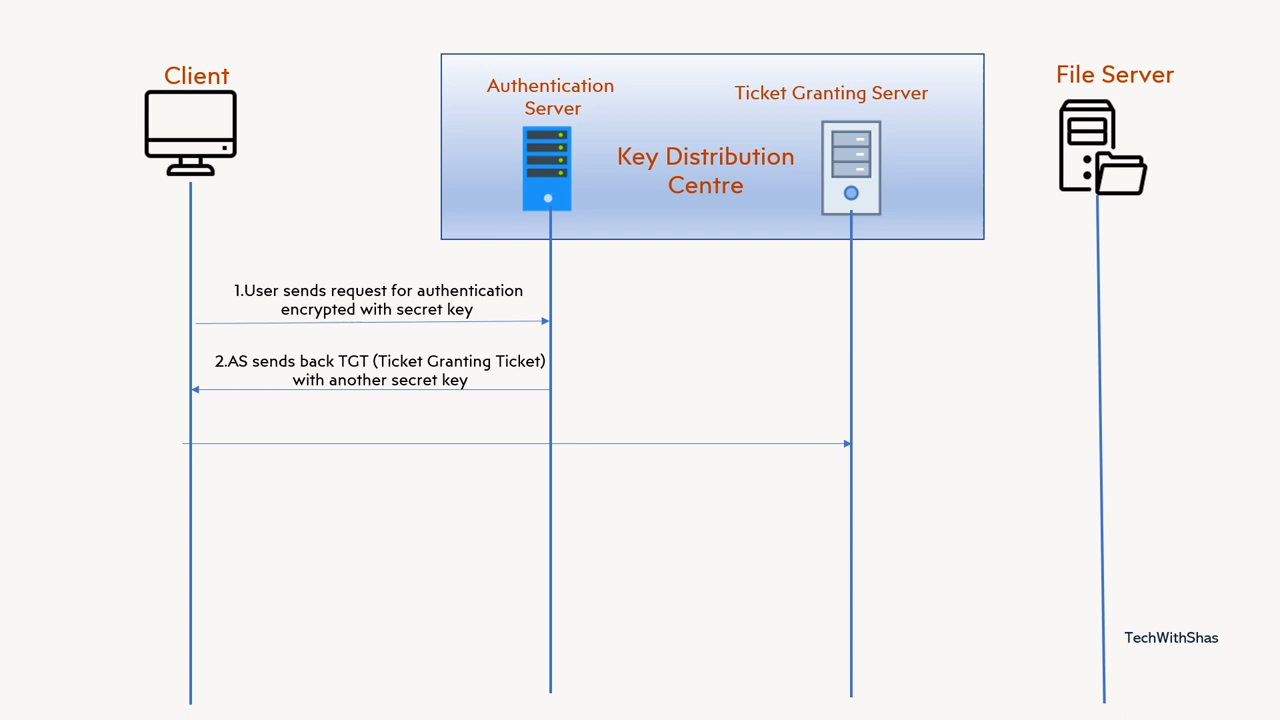 Client
Authentication
Server
Ticket Granting Server
Key Distribution
Centre
File Server
1.User sends request for authentication
encrypted with secret key
2.AS sends back TGT (Ticket Granting Ticket)
with another secret key
TechWithShas